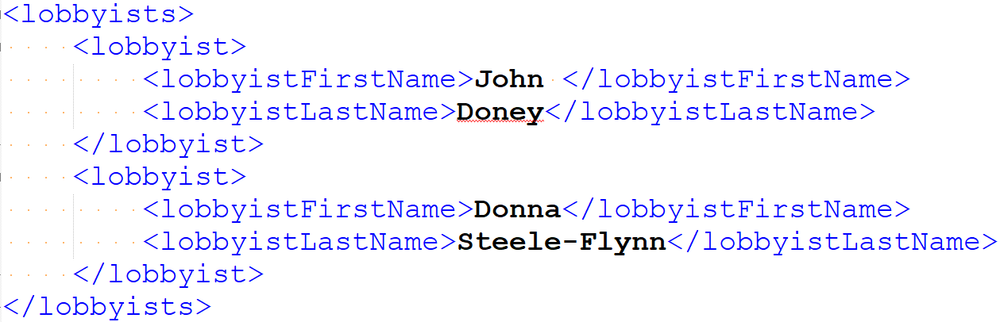 <lobbyists>
    <lobbyist>
        <lobbyistFirstName>John </lobbyistFirstName>
        <lobbyistLastName>Doney</lobbyistLastName>
    </lobbyist>
    <lobbyist>
        <lobbyistFirstName>Donna</lobbyistFirstName>
        <lobbyistLastName>Steele-Flynn</lobbyistLastName>
    </lobbyist>
</lobbyists>